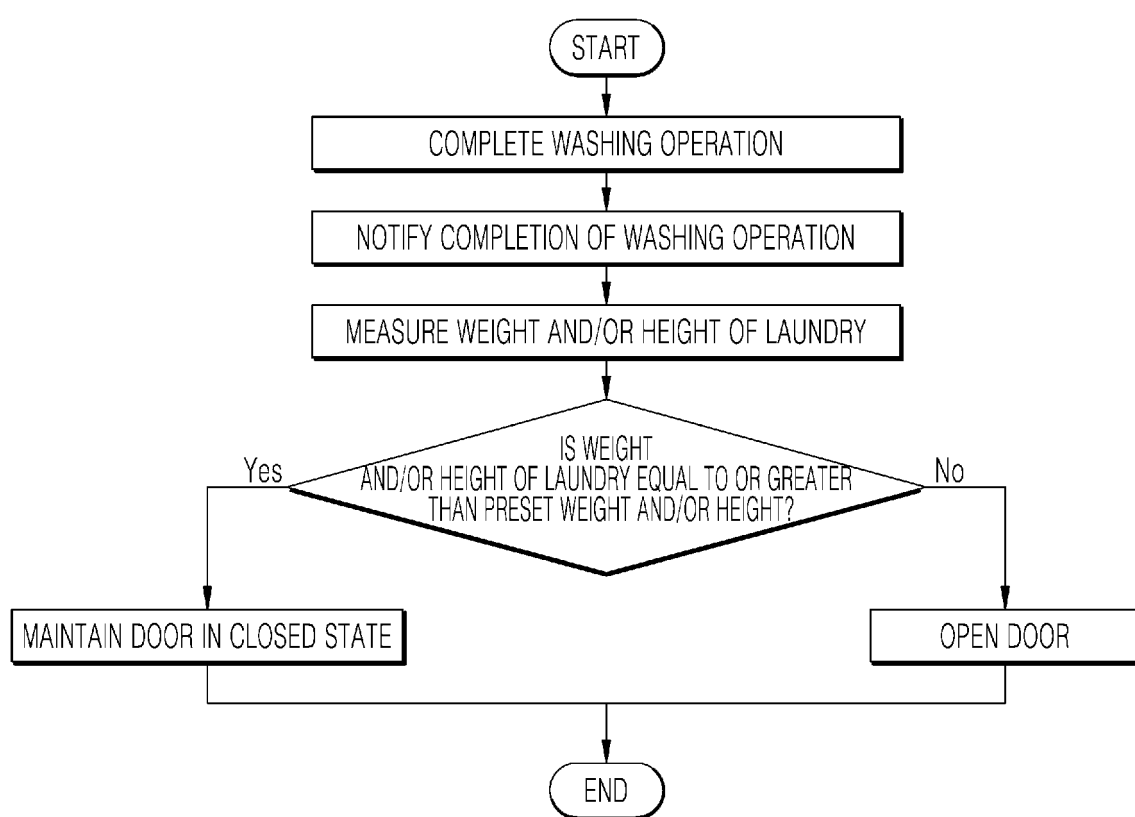 START
COMPLETE WASHING OPERATION
NOTIFY COMPLETION OF WASHING OPERATION
MEASURE WEIGHT AND/OR HEIGHT OF LAUNDRY
IS WEIGHT
AND/OR HEIGHT OF LAUNDRY EQUAL TO OR GREATER
THAN PRESET WEIGHT AND/OR HEIGHT?
Yes
No
MAINTAIN DOOR IN CLOSED STATE
OPEN DOOR
END